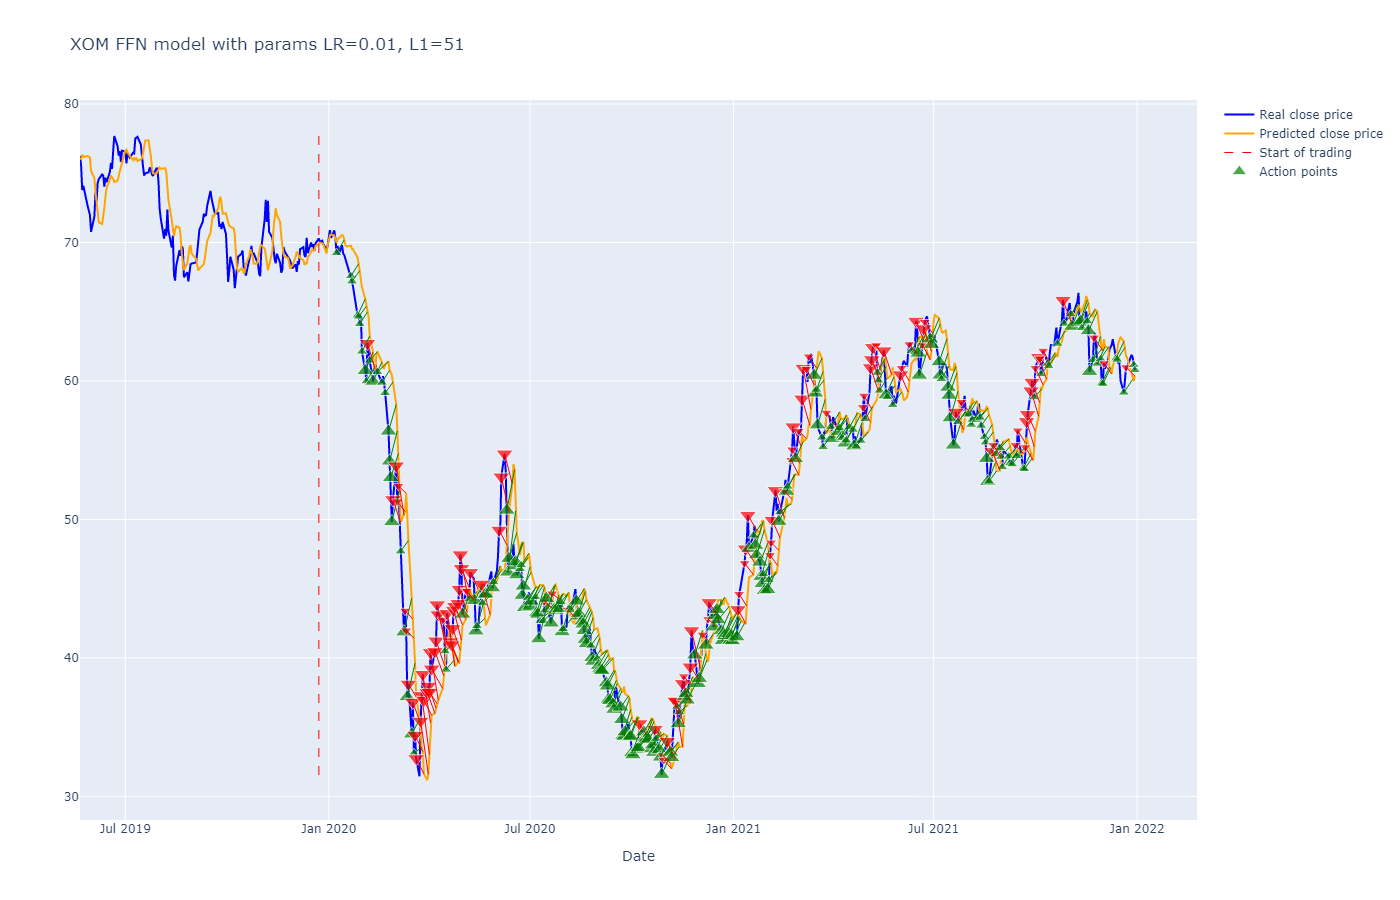 XOM FFN model with params LR=0.01, L1=51
80
70
60
50
40
30
Jul 2019
Jan 2020
Jul 2020
Jan 2021
Jul 2021
Jan 2022
Date
Real close price
Predicted close price
Start of trading
Action points